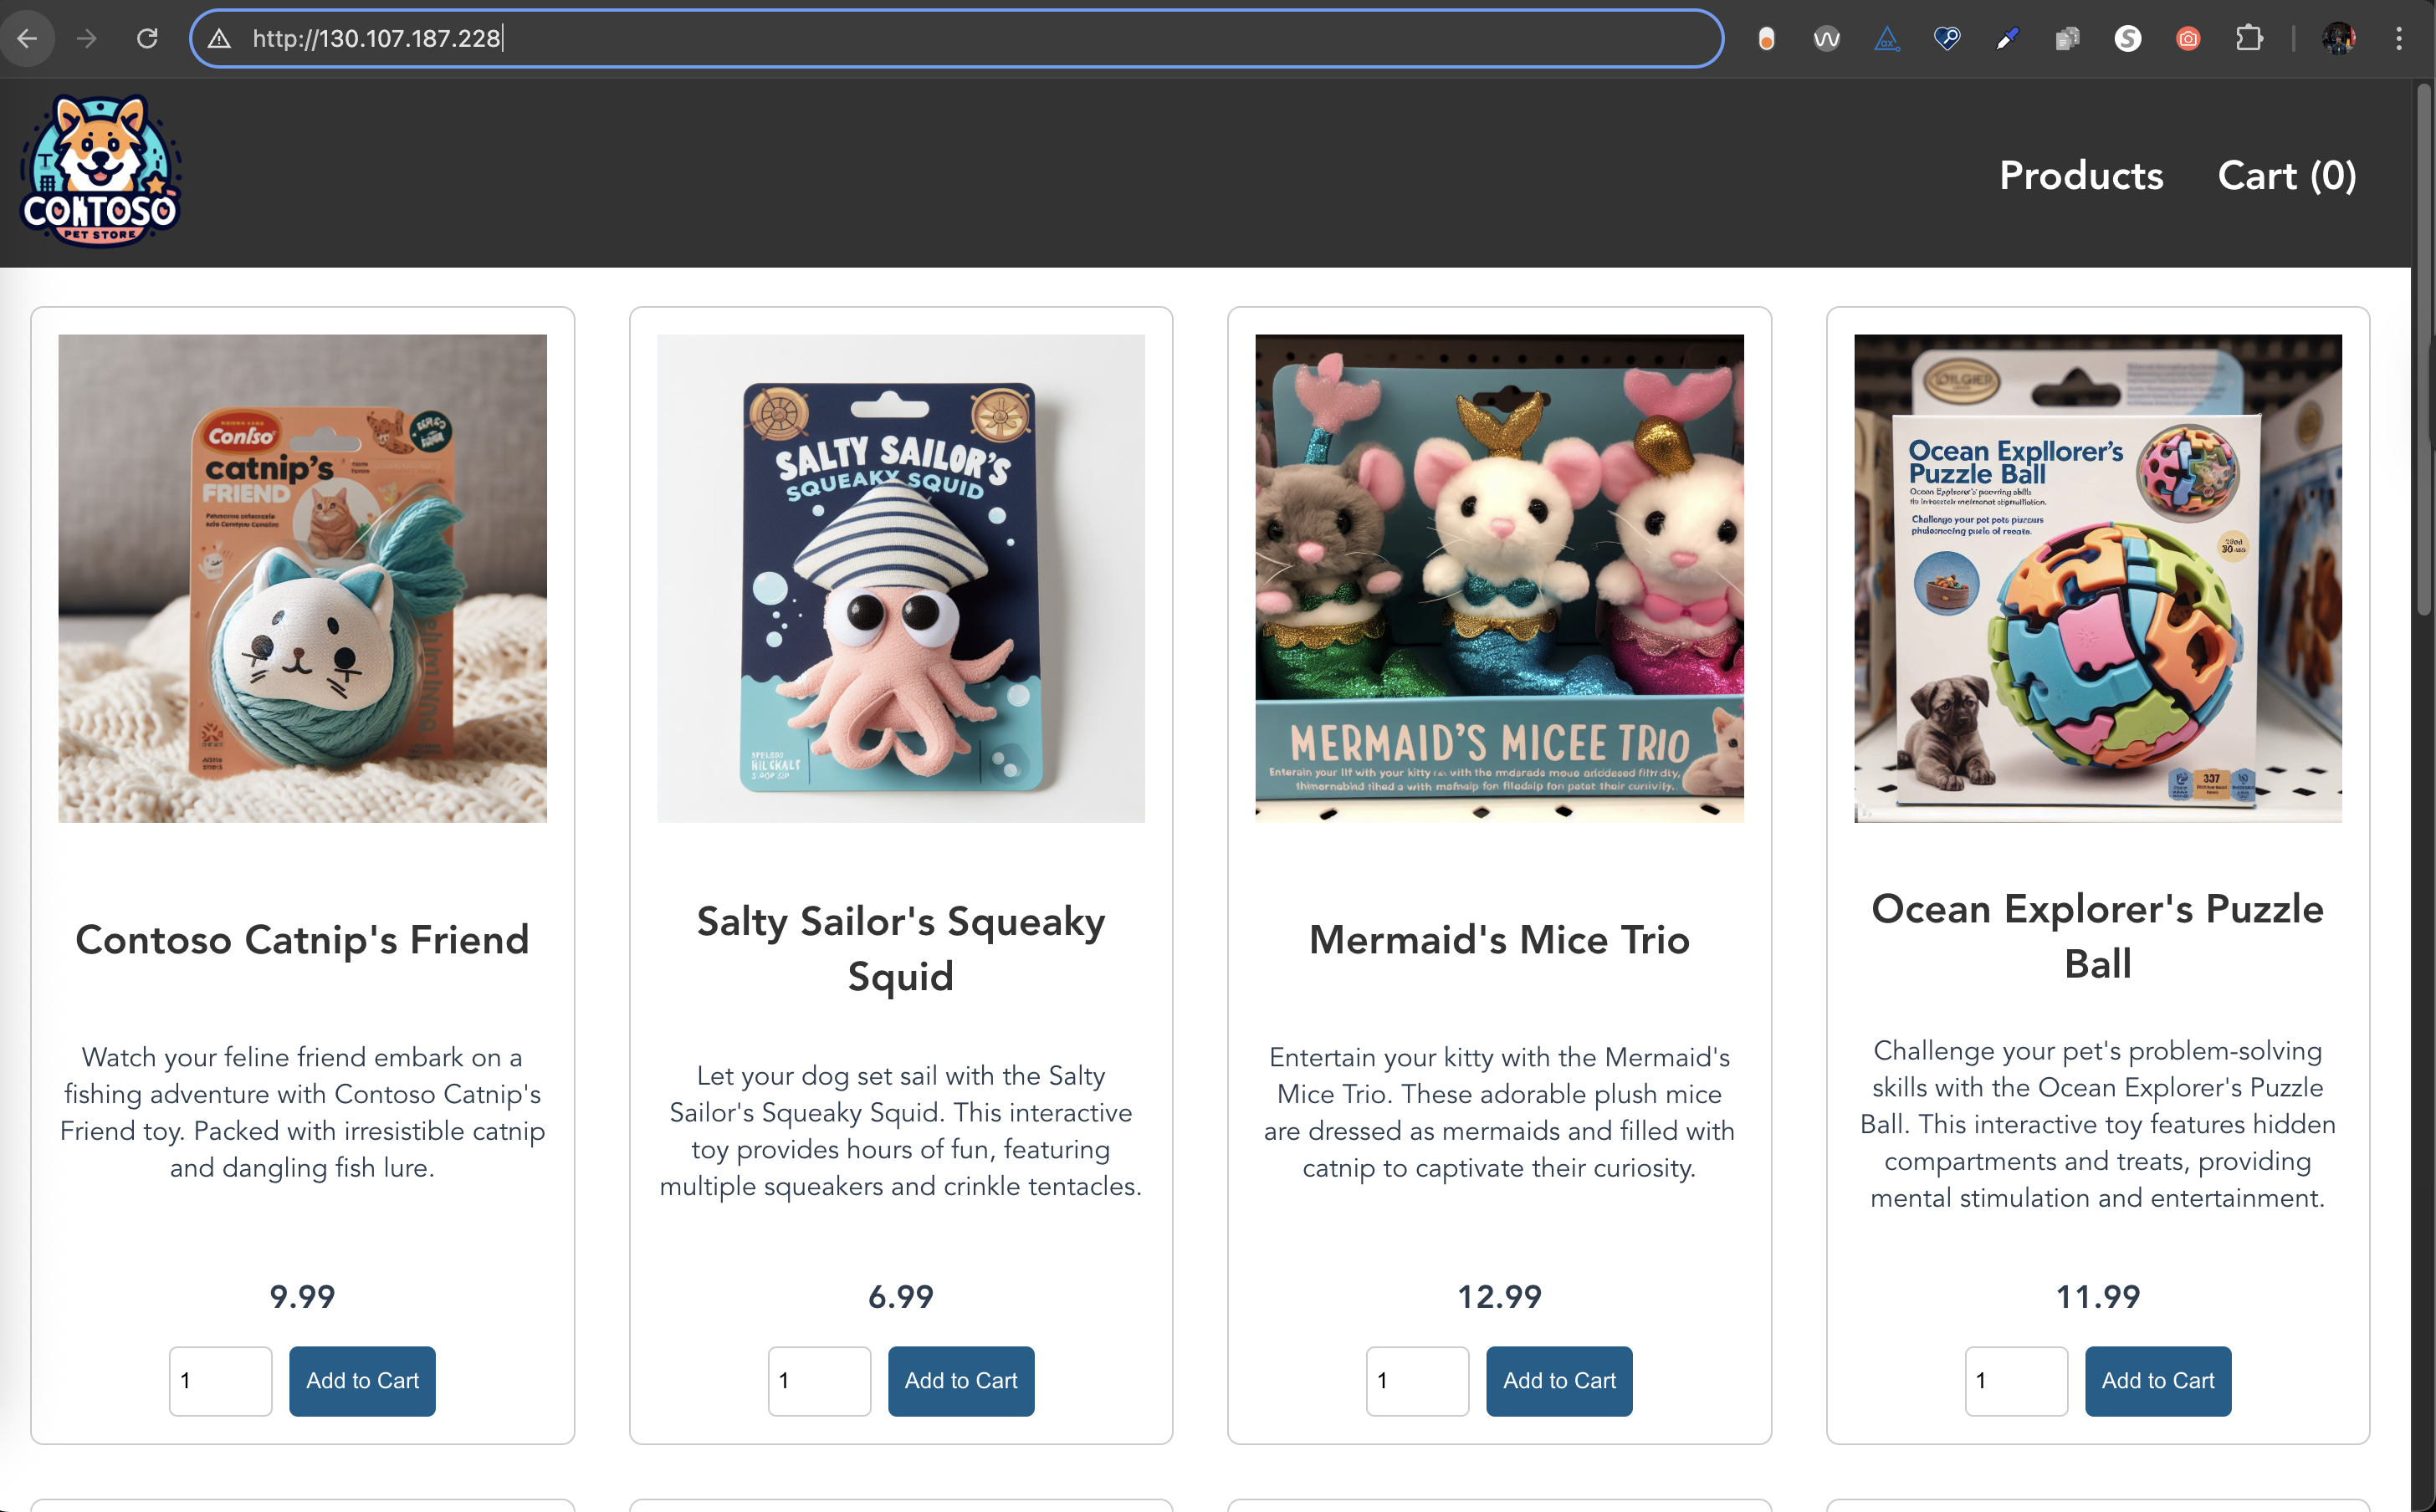 http://130.107.187.228
CONTOSO
PET STORE
Products
Cart (0)
Conîso
catnip's
FRIEND
SALTY SAILOR'S
SQUEAKY SQUID
MERMAID'S MICEE TRIO
Ocean Expllorer's
Puzzle Ball
Contoso Catnip's Friend
Watch your feline friend embark on a
fishing adventure with Contoso Catnip's
Friend toy. Packed with irresistible catnip
and dangling fish lure.
9.99
1
Add to Cart
Salty Sailor's Squeaky
Squid
Let your dog set sail with the Salty
Sailor's Squeaky Squid. This interactive
toy provides hours of fun, featuring
multiple squeakers and crinkle tentacles.
6.99
1
Add to Cart
Mermaid's Mice Trio
Entertain your kitty with the Mermaid's
Mice Trio. These adorable plush mice
are dressed as mermaids and filled with
catnip to captivate their curiosity.
12.99
1
Add to Cart
Ocean Explorer's Puzzle
Ball
Challenge your pet's problem-solving
skills with the Ocean Explorer's Puzzle
Ball. This interactive toy features hidden
compartments and treats, providing
mental stimulation and entertainment.
11.99
1
Add to Cart